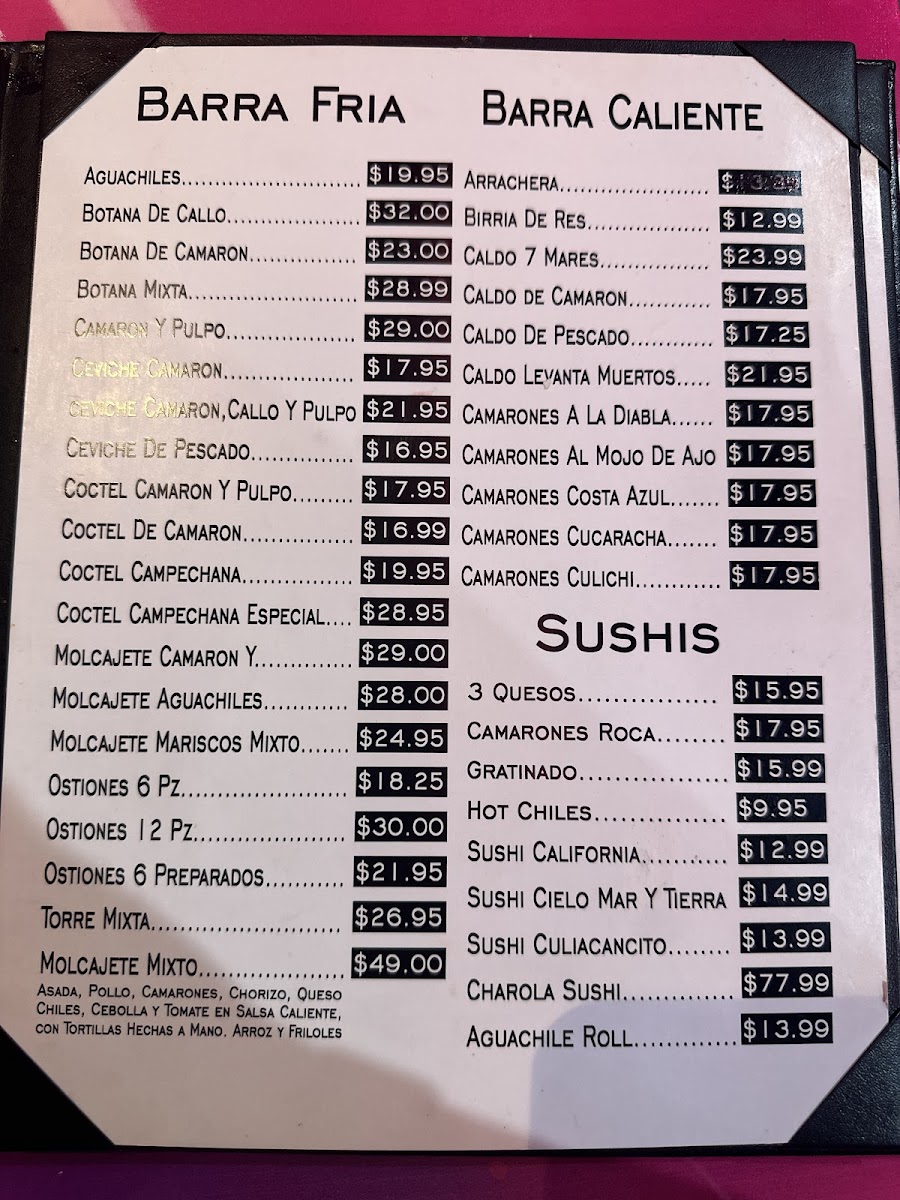 BARRA FRIA
AGUACHILES............................ $19.95
BOTANA DE CALLO..................... $32.00
BOTANA DE CAMARON................. $23.00
BOTANA MIXTA........................... $28.99
CAMARON Y PULPO..................... $29.00
CEVICHE CAMARON..................... $17.95
CEVICHE CAMARON,CALLO Y PULPO $21.95
CEVICHE DE PESCADO................ $16.95
COCTEL CAMARON Y PULPO.......... $17.95
COCTEL DE CAMARON.................. $16.99
COCTEL CAMPECHANA.................. $19.95
COCTEL CAMPECHANA ESPECIAL.... $28.95
MOLCAJETE CAMARON Y............... $29.00
MOLCAJETE AGUACHILES............. $28.00
MOLCAJETE MARISCOS MIXTO....... $24.95
OSTIONES 6 PZ.......................... $18.25
OSTIONES 12 PZ........................ $30.00
OSTIONES 6 PREPARADOS........... $21.95
TORRE MIXTA.............................. $26.95
MOLCAJETE MIXTO....................... $49.00
ASADA, POLLO, CAMARONES, CHORIZO, QUESO
CHILES, CEBOLLA Y TOMATE EN SALSA CALIENTE,
CON TORTILLAS HECHAS A MANO. ARROZ Y FRILOLES
BARRA CALIENTE
ARRACHERA........................
BIRRIA DE RES.................... $12.99
CALDO 7 MARES.................. $23.99
CALDO DE CAMARON............. $17.95
CALDO DE PESCADO............. $17.25
CALDO LEVANTA MUERTOS..... $21.95
CAMARONES A LA DIABLA...... $17.95
CAMARONES AL MOJO DE AJO $17.95
CAMARONES COSTA AZUL....... $17.95
CAMARONES CUCARACHA....... $17.95
CAMARONES CULICHI............ $17.95
SUSHIS
3 QUESOS................. $15.95
CAMARONES ROCA........ $17.95
GRATINADO.................. $15.99
HOT CHILES................ $9.95
SUSHI CALIFORNIA........... $12.99
SUSHI CIELO MAR Y TIERRA $14.99
SUSHI CULIACANCITO........ $13.99
CHAROLA SUSHI............. $77.99
AGUACHILE ROLL............. $13.99